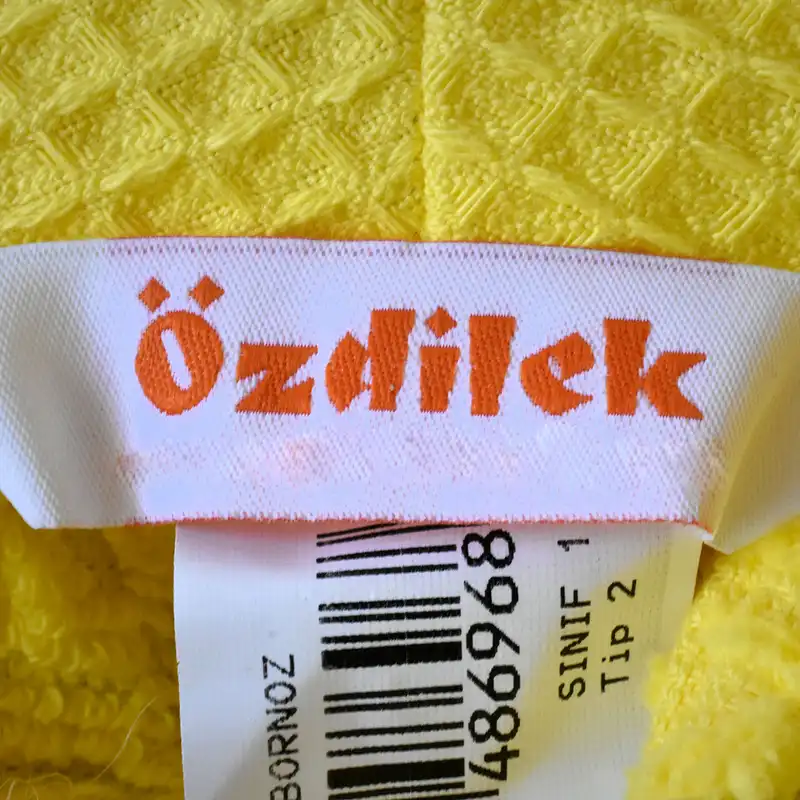 Özdilek
BORNOZ
486968
SINIF 1
Tip 2